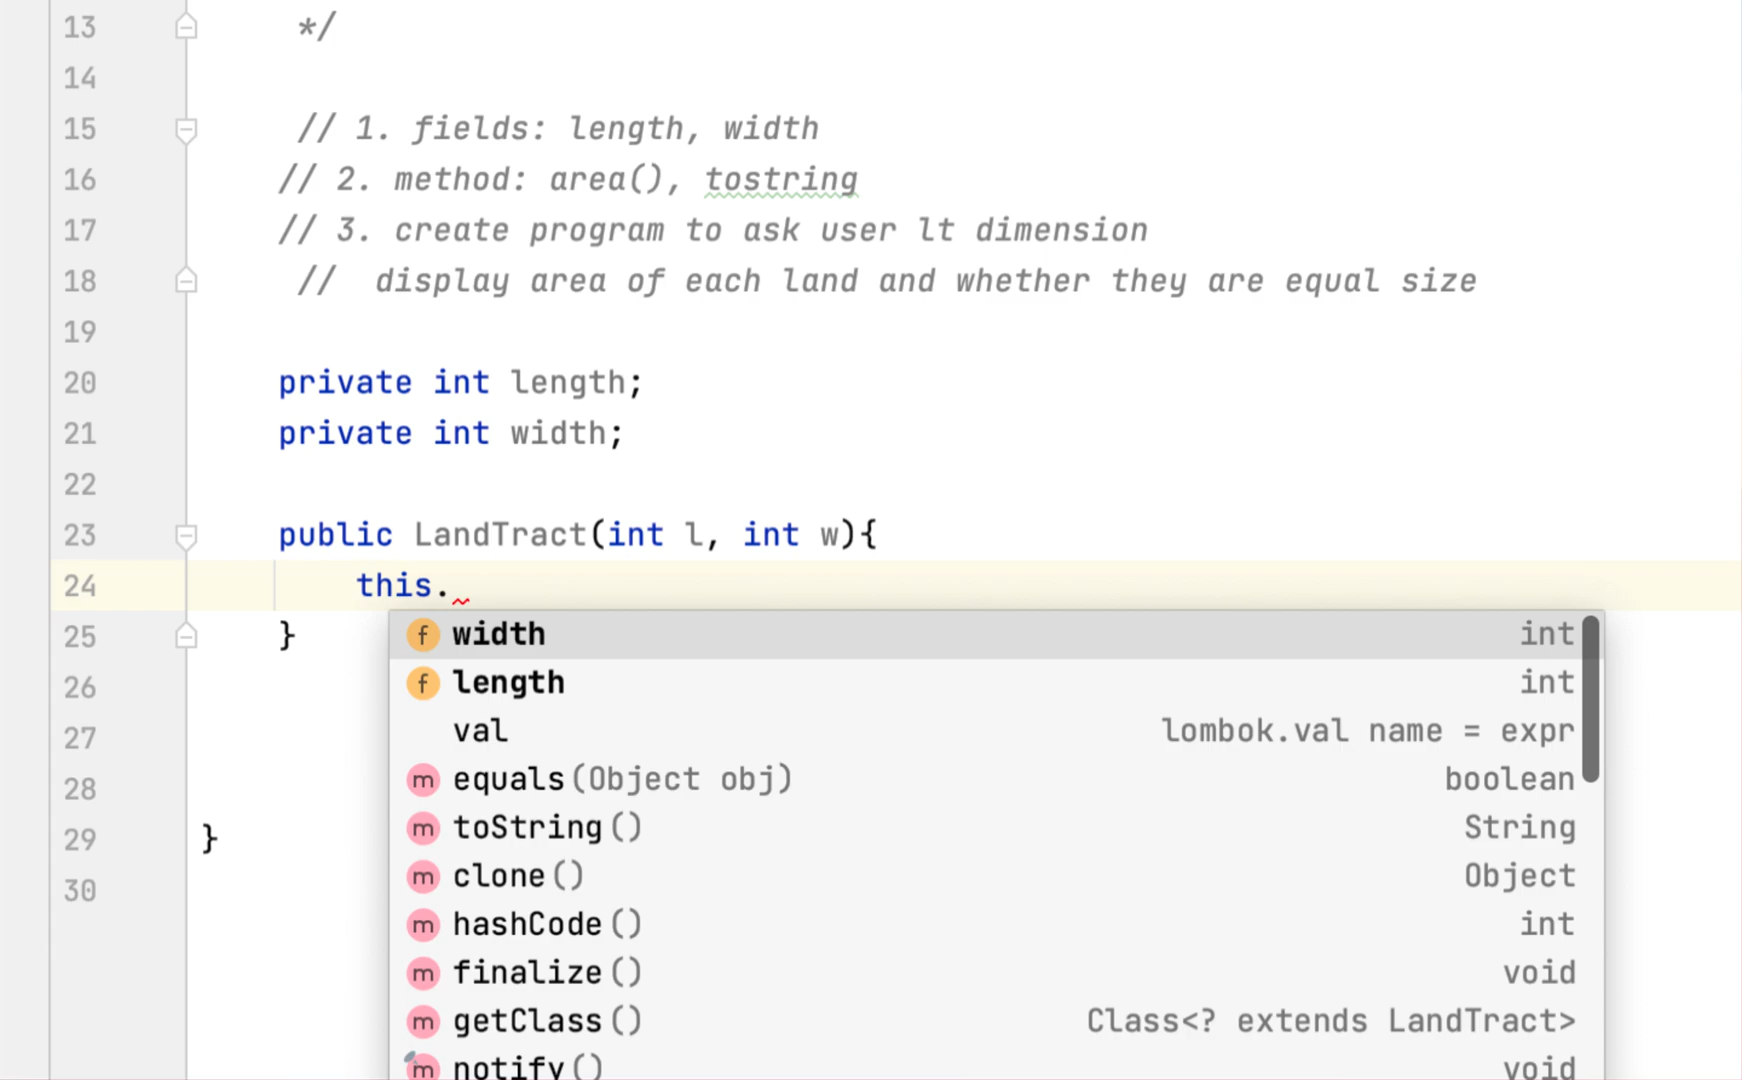 13 */
14
15 // 1. fields: length, width
16 // 2. method: area(), tostring
17 // 3. create program to ask user lt dimension
18 //  display area of each land and whether they are equal size
19
20 private int length;
21 private int width;
22
23 public LandTract(int l, int w){
24 this.
25 }
f width int
f length int
val lombok.val name = expr
m equals(Object obj) boolean
m toString() String
m clone() Object
m hashCode() int
m finalize() void
m getClass() Class<? extends LandTract>
m notify() void
26
27
28
29 }
30